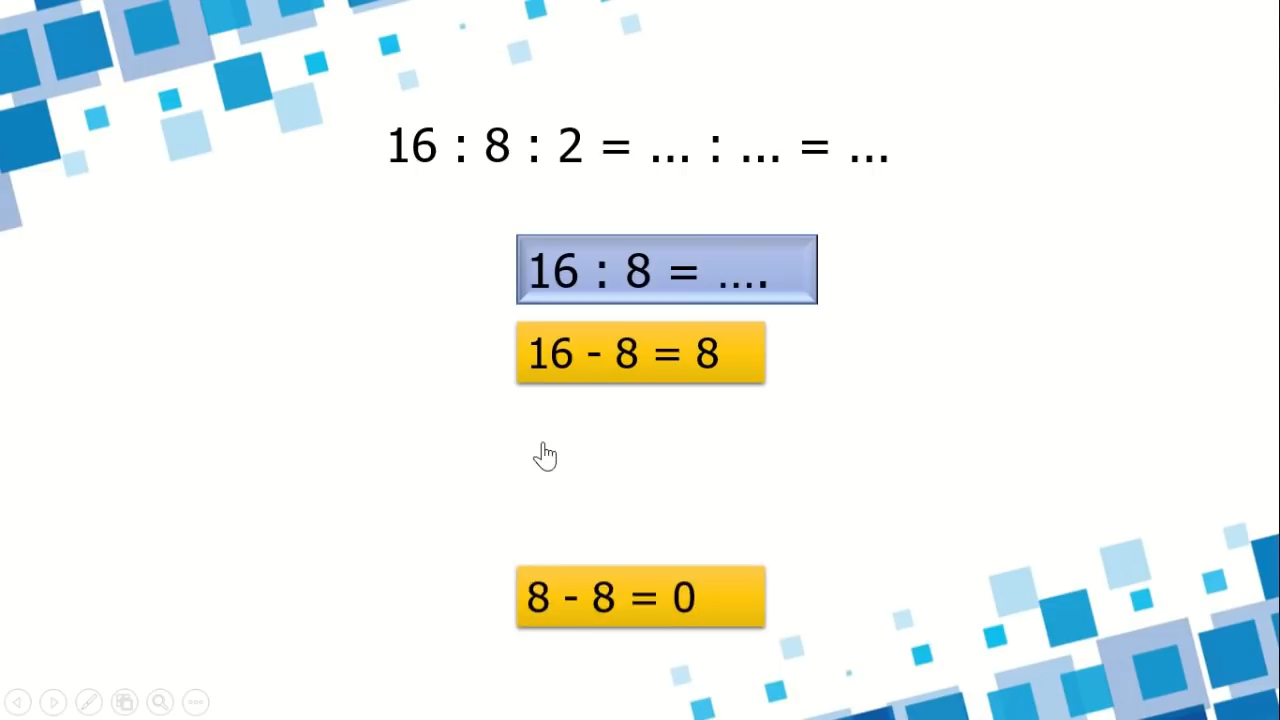 16 : 8 : 2 = ... : ... = ...
16 : 8 = ....
16 - 8 = 8
8 - 8 = 0